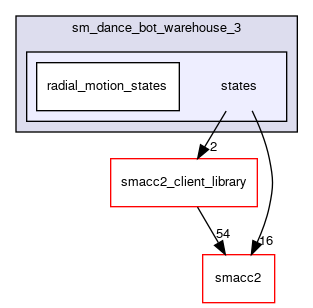 sm_dance_bot_warehouse_3
radial_motion_states
states
2
smacc2_client_library
54
16
smacc2